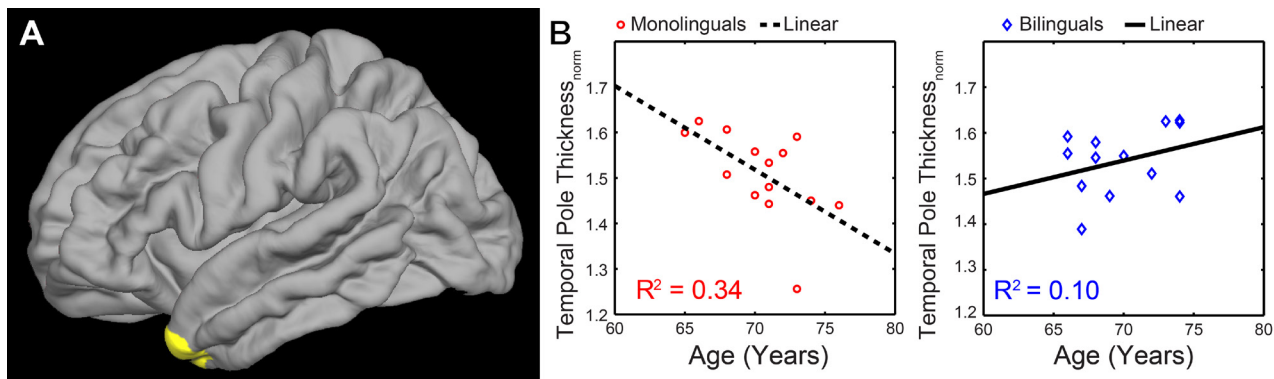 A
B
Monolinguals Linear
Temporal Pole Thickness norm
1.7
1.6
1.5
1.4
1.3
1.2
60 65 70 75 80
Age (Years)
R² = 0.34
Bilinguals Linear
Temporal Pole Thickness norm
1.7
1.6
1.5
1.4
1.3
1.2
60 65 70 75 80
Age (Years)
R² = 0.10